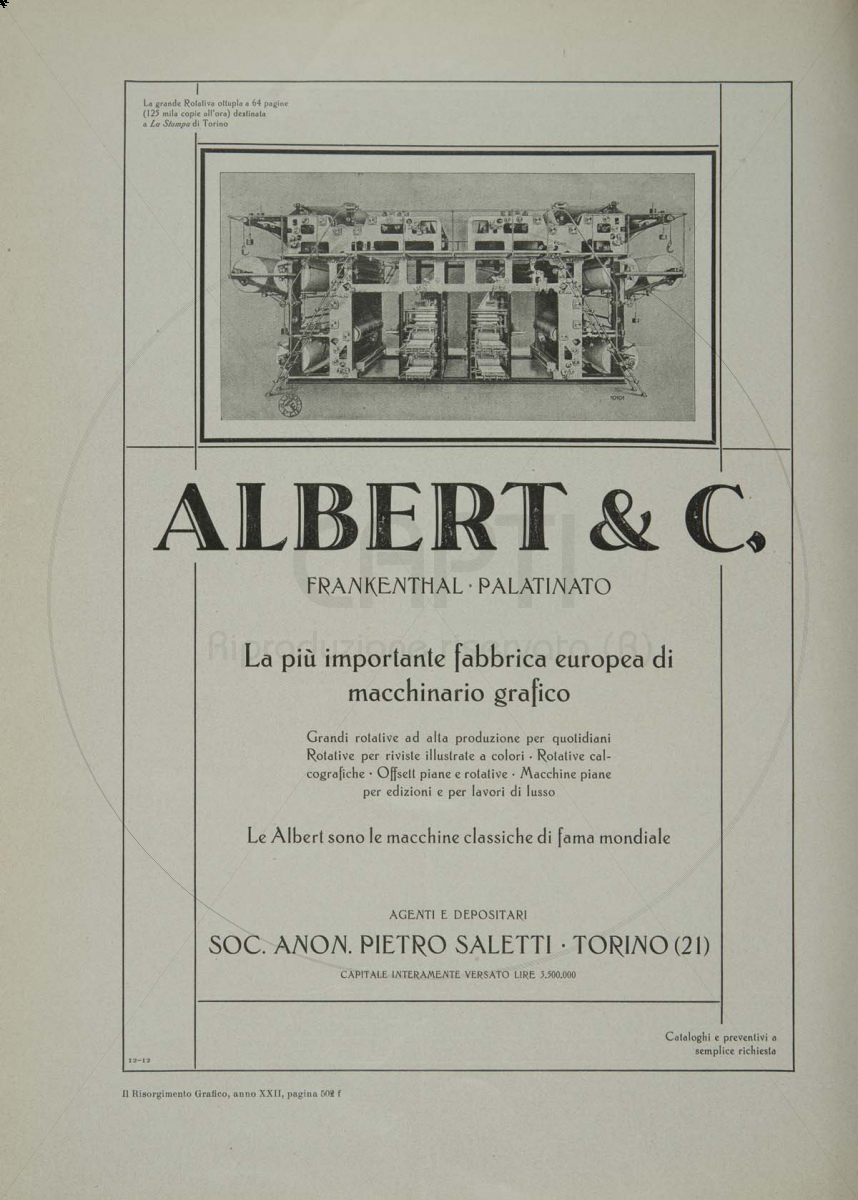 La grande Rotativa ottupla a 64 pagine
(125 mila copie all'ora) destinata
a La Stampa di Torino
10101
ALBERT & C.
FRANKENTHAL · PALATINATO
CAPTI
Riproduzione riservata (R)
La più importante fabbrica europea di
macchinario grafico
Grandi rotative ad alta produzione per quotidiani
Rotative per riviste illustrate a colori · Rotative cal-
cografiche · Offsett piane e rotative · Macchine piane
per edizioni e per lavori di lusso
Le Albert sono le macchine classiche di fama mondiale
AGENTI E DEPOSITARI
SOC. ANON. PIETRO SALETTI · TORINO (21)
CAPITALE INTERAMENTE VERSATO LIRE 3.500.000
Cataloghi e preventivi a
semplice richiesta
12-12
Il Risorgimento Grafico, anno XXII, pagina 502 f